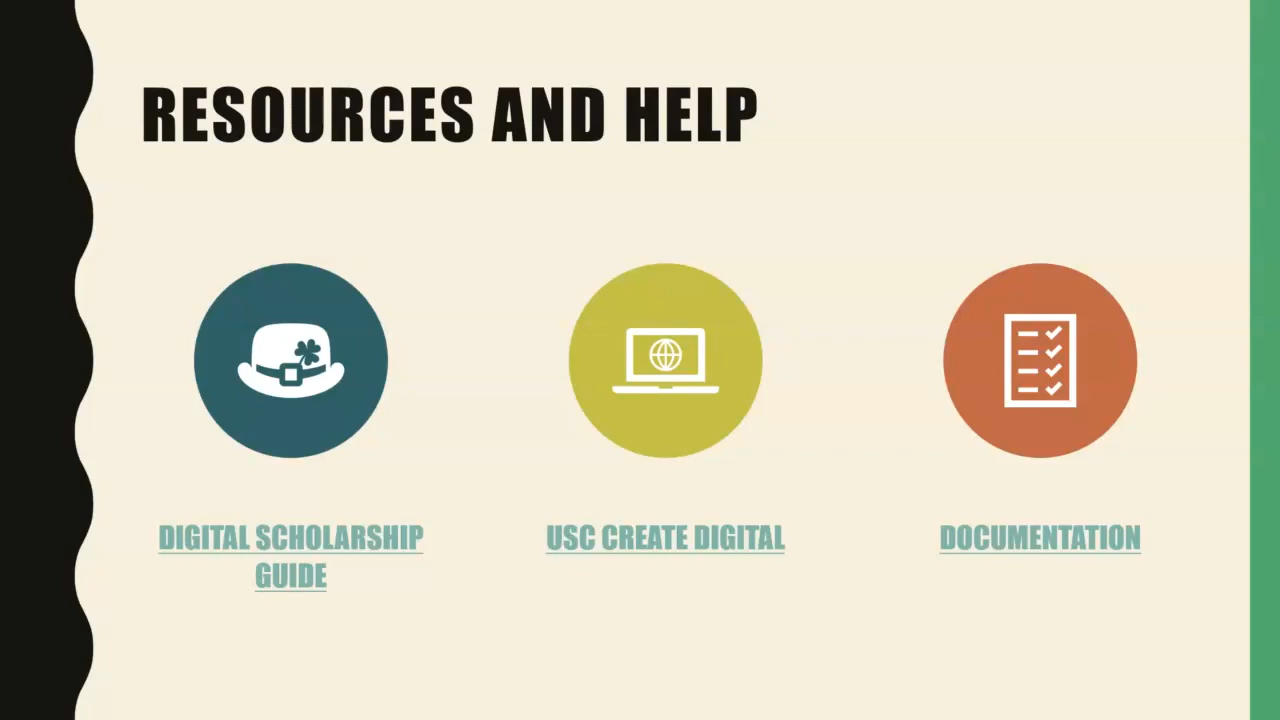 RESOURCES AND HELP
DIGITAL SCHOLARSHIP
GUIDE
USC CREATE DIGITAL
DOCUMENTATION